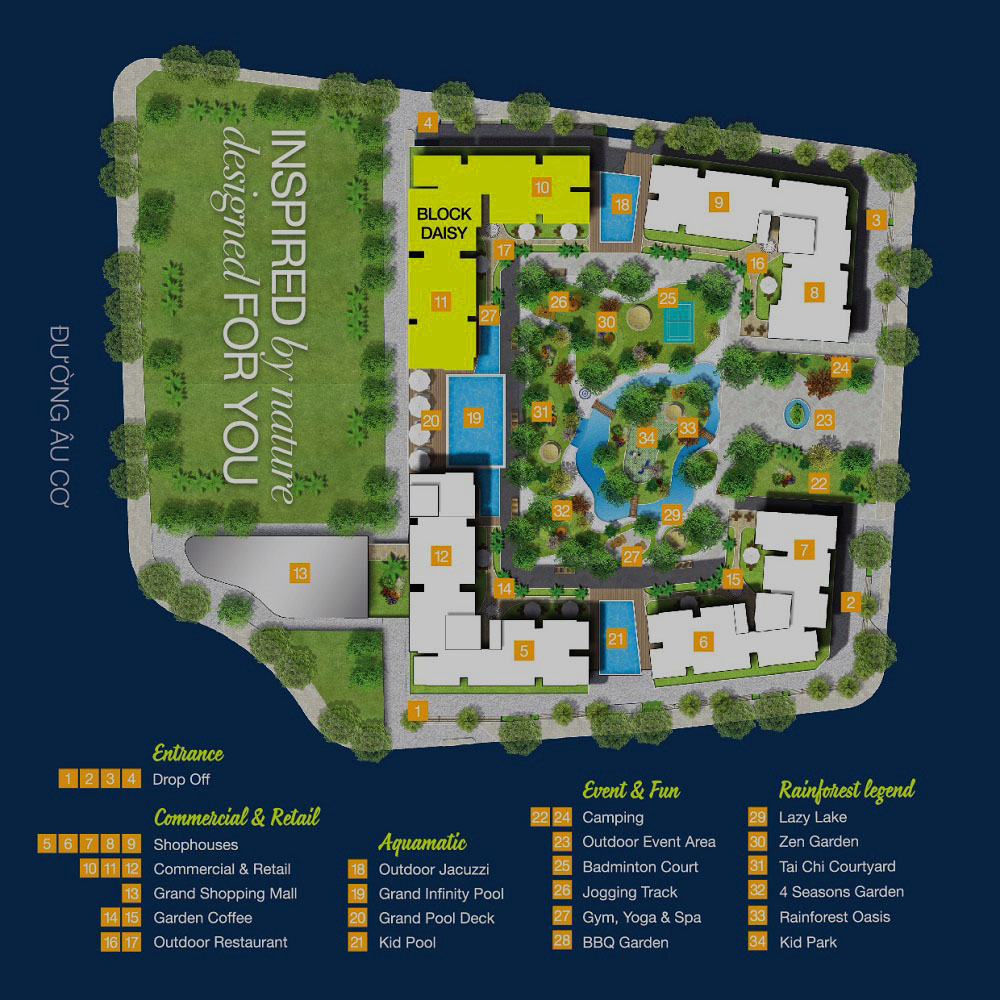 4
10
18
9
3
BLOCK
DAISY
17
16
INSPIRED by nature
designed FOR YOU
11
27
26
30
25
8
ĐƯỜNG ÂU CƠ
24
20
19
31
34
33
23
22
32
29
12
27
7
13
14
15
2
5
21
6
1
Entrance
1 2 3 4 Drop Off
Commercial & Retail
5 6 7 8 9 Shophouses
10 11 12 Commercial & Retail
13 Grand Shopping Mall
14 15 Garden Coffee
16 17 Outdoor Restaurant
Aquamatic
18 Outdoor Jacuzzi
19 Grand Infinity Pool
20 Grand Pool Deck
21 Kid Pool
Event & Fun
22 24 Camping
23 Outdoor Event Area
25 Badminton Court
26 Jogging Track
27 Gym, Yoga & Spa
28 BBQ Garden
Rainforest legend
29 Lazy Lake
30 Zen Garden
31 Tai Chi Courtyard
32 4 Seasons Garden
33 Rainforest Oasis
34 Kid Park